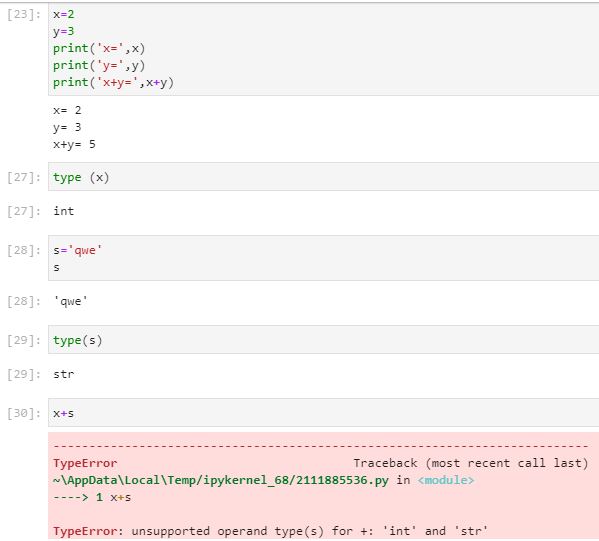 [23]: x=2
y=3
print('x=',x)
print('y=',y)
print('x+y=',x+y)
x= 2
y= 3
x+y= 5
[27]: type (x)
[27]: int
[28]: s='qwe'
s
[28]: 'qwe'
[29]: type(s)
[29]: str
[30]: x+s
---------------------------------------------------------------------------
TypeError Traceback (most recent call last)
~\AppData\Local\Temp/ipykernel_68/2111885536.py in <module>
----> 1 x+s
TypeError: unsupported operand type(s) for +: 'int' and 'str'